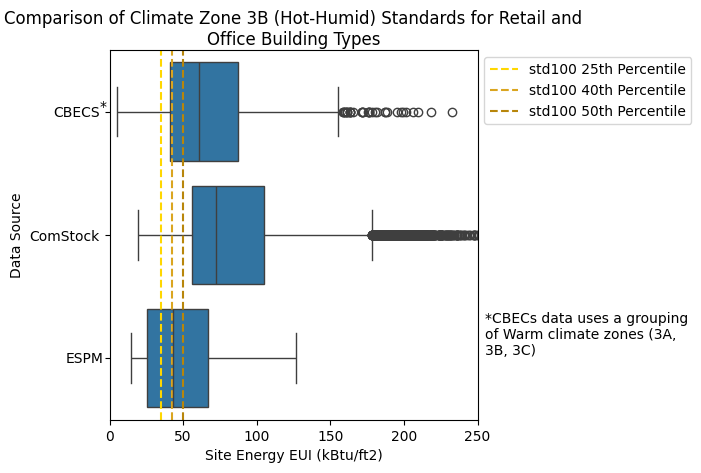 Comparison of Climate Zone 3B (Hot-Humid) Standards for Retail and
Office Building Types
std100 25th Percentile
std100 40th Percentile
std100 50th Percentile
Data Source
CBECS*
ComStock
ESPM
*CBECs data uses a grouping
of Warm climate zones (3A,
3B, 3C)
0 50 100 150 200 250
Site Energy EUI (kBtu/ft2)